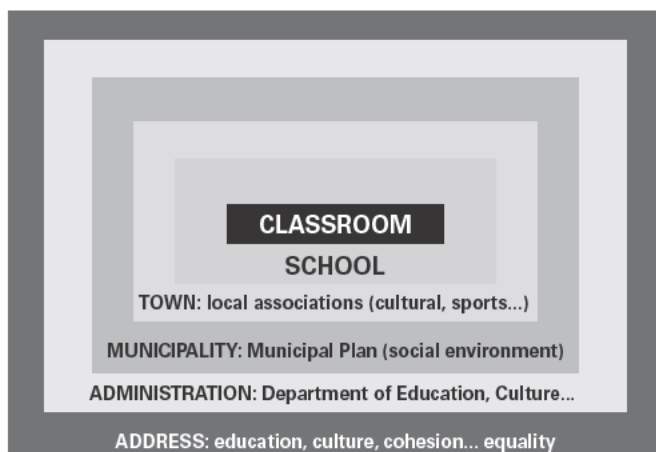 CLASSROOM
SCHOOL
TOWN: local associations (cultural, sports...)
MUNICIPALITY: Municipal Plan (social environment)
ADMINISTRATION: Department of Education, Culture...
ADDRESS: education, culture, cohesion... equality